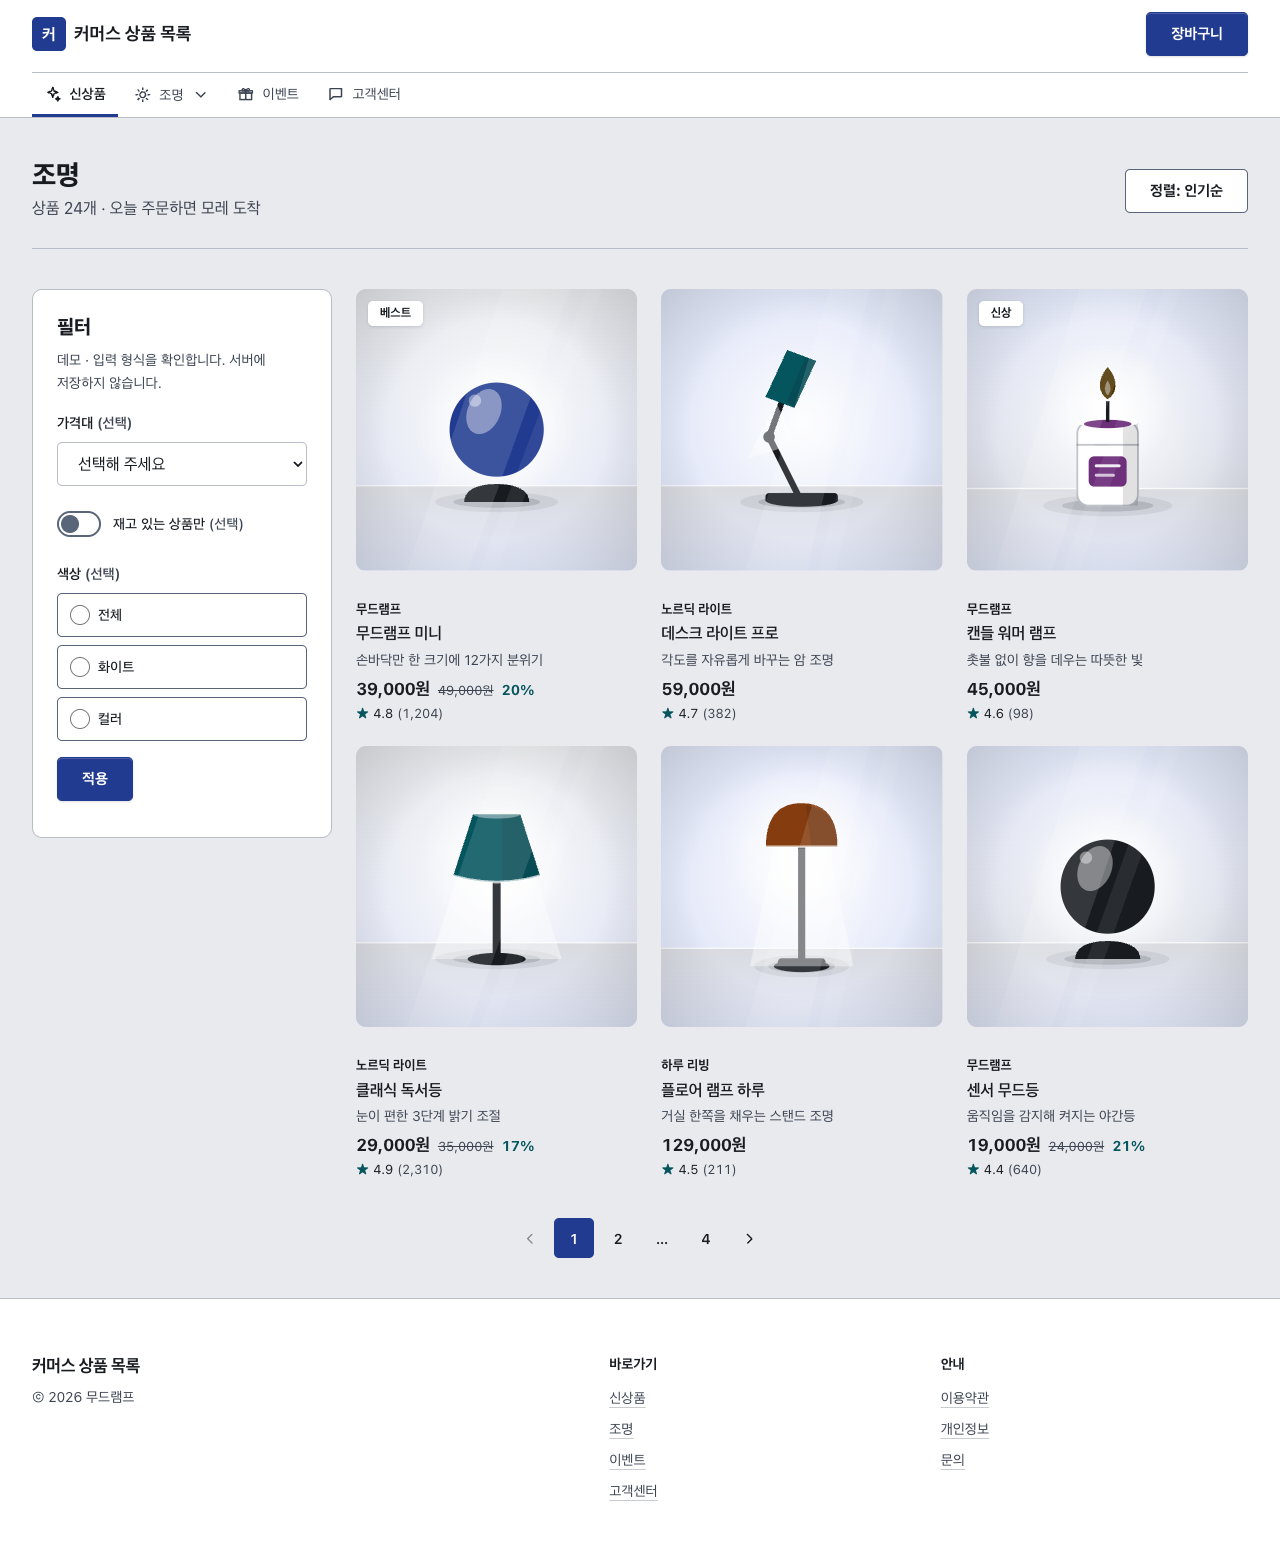 커 커머스 상품 목록
장바구니
신상품
조명
이벤트
고객센터
조명
상품 24개 · 오늘 주문하면 모레 도착
정렬: 인기순
필터
데모 · 입력 형식을 확인합니다. 서버에
저장하지 않습니다.
가격대 (선택)
선택해 주세요
재고 있는 상품만 (선택)
색상 (선택)
전체
화이트
컬러
적용
베스트
무드램프
무드램프 미니
손바닥만 한 크기에 12가지 분위기
39,000원 49,000원 20%
★ 4.8 (1,204)
노르딕 라이트
데스크 라이트 프로
각도를 자유롭게 바꾸는 암 조명
59,000원
★ 4.7 (382)
신상
무드램프
캔들 워머 램프
촛불 없이 향을 데우는 따뜻한 빛
45,000원
★ 4.6 (98)
노르딕 라이트
클래식 독서등
눈이 편한 3단계 밝기 조절
29,000원 35,000원 17%
★ 4.9 (2,310)
하루 리빙
플로어 램프 하루
거실 한쪽을 채우는 스탠드 조명
129,000원
★ 4.5 (211)
무드램프
센서 무드등
움직임을 감지해 켜지는 야간등
19,000원 24,000원 21%
★ 4.4 (640)
1 2 ... 4
커머스 상품 목록
© 2026 무드램프
바로가기
신상품
조명
이벤트
고객센터
안내
이용약관
개인정보
문의